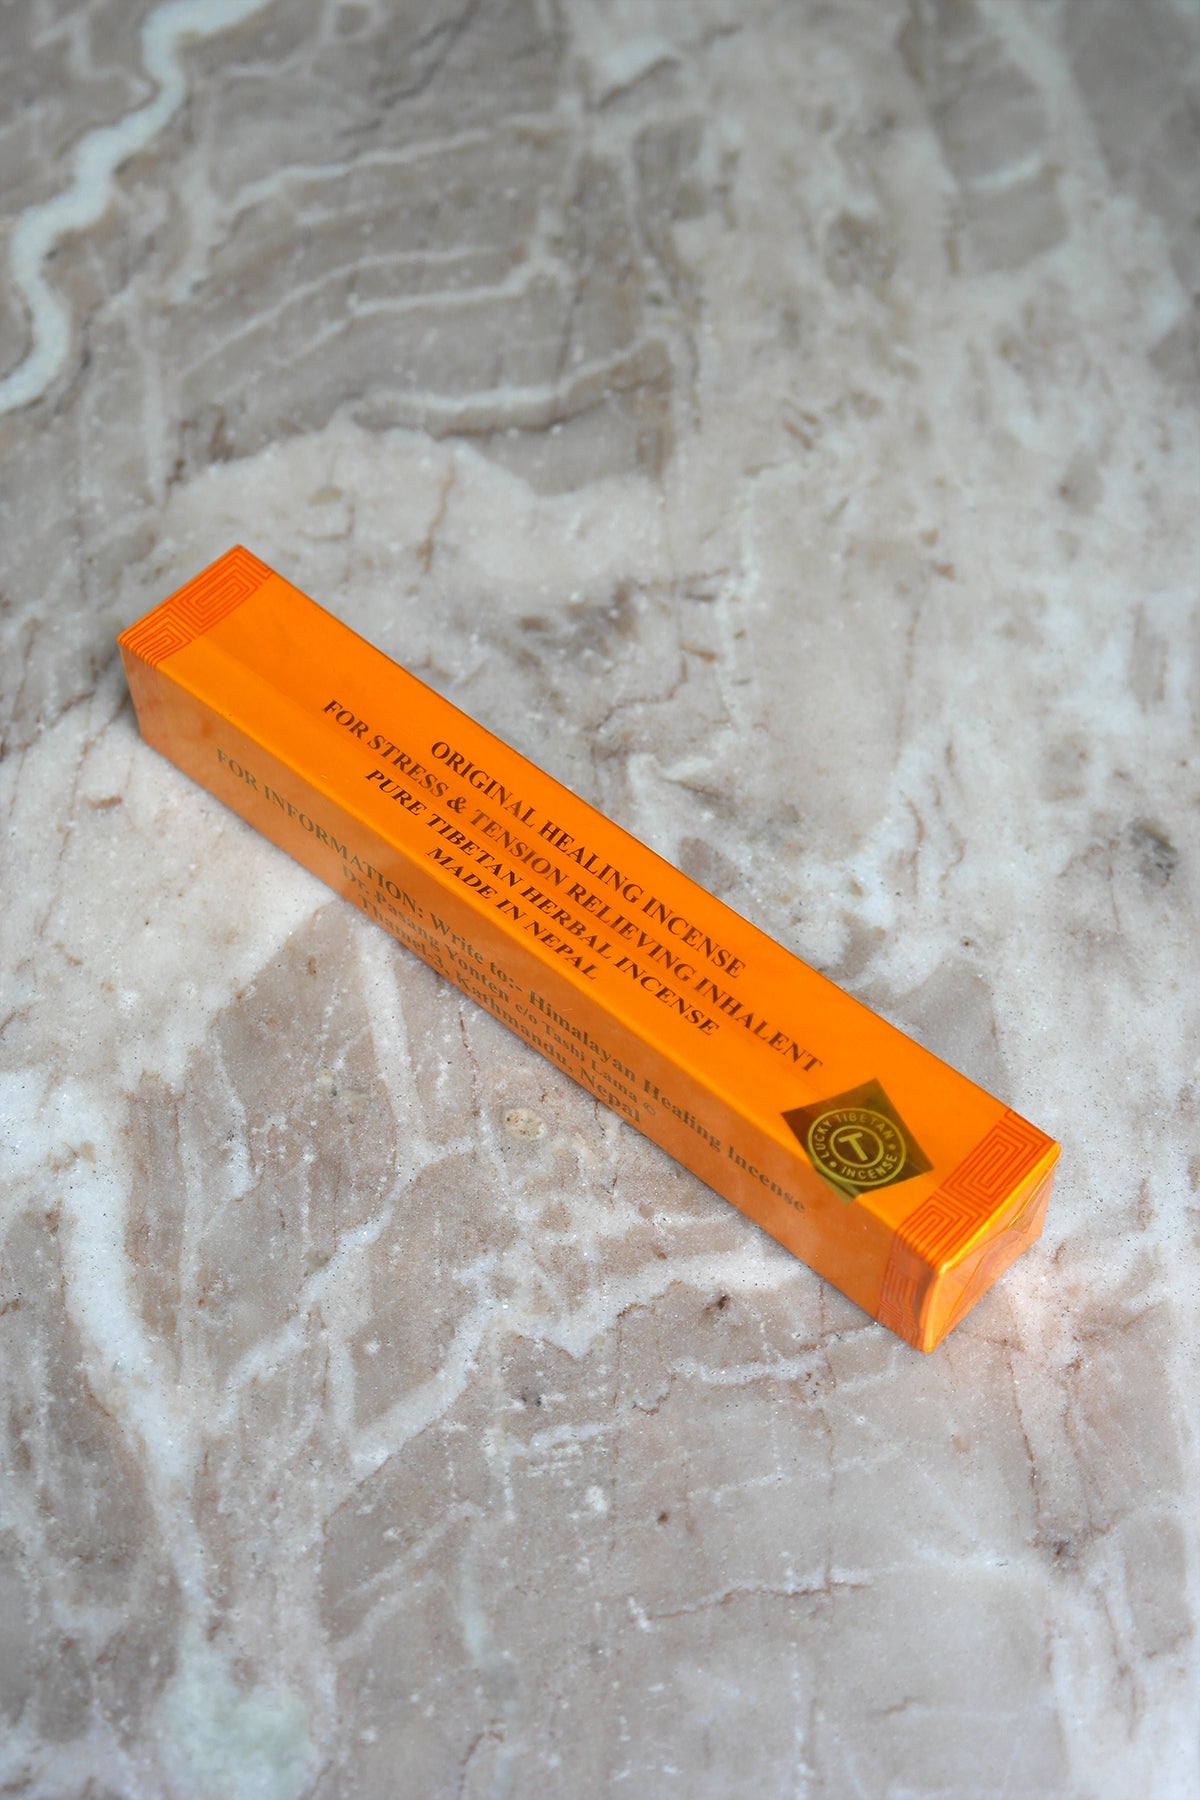 ORIGINAL HEALING INCENSE
FOR STRESS & TENSION RELIEVING INHALENT
PURE TIBETAN HERBAL INCENSE
MADE IN NEPAL
FOR INFORMATION: Write to:- Himalayan Healing Incense
Dr. Pasang Yonten c/o Tashi Lama ©
Thamel-3, Kathmandu, Nepal
LUCKY TIBETAN
T
INCENSE